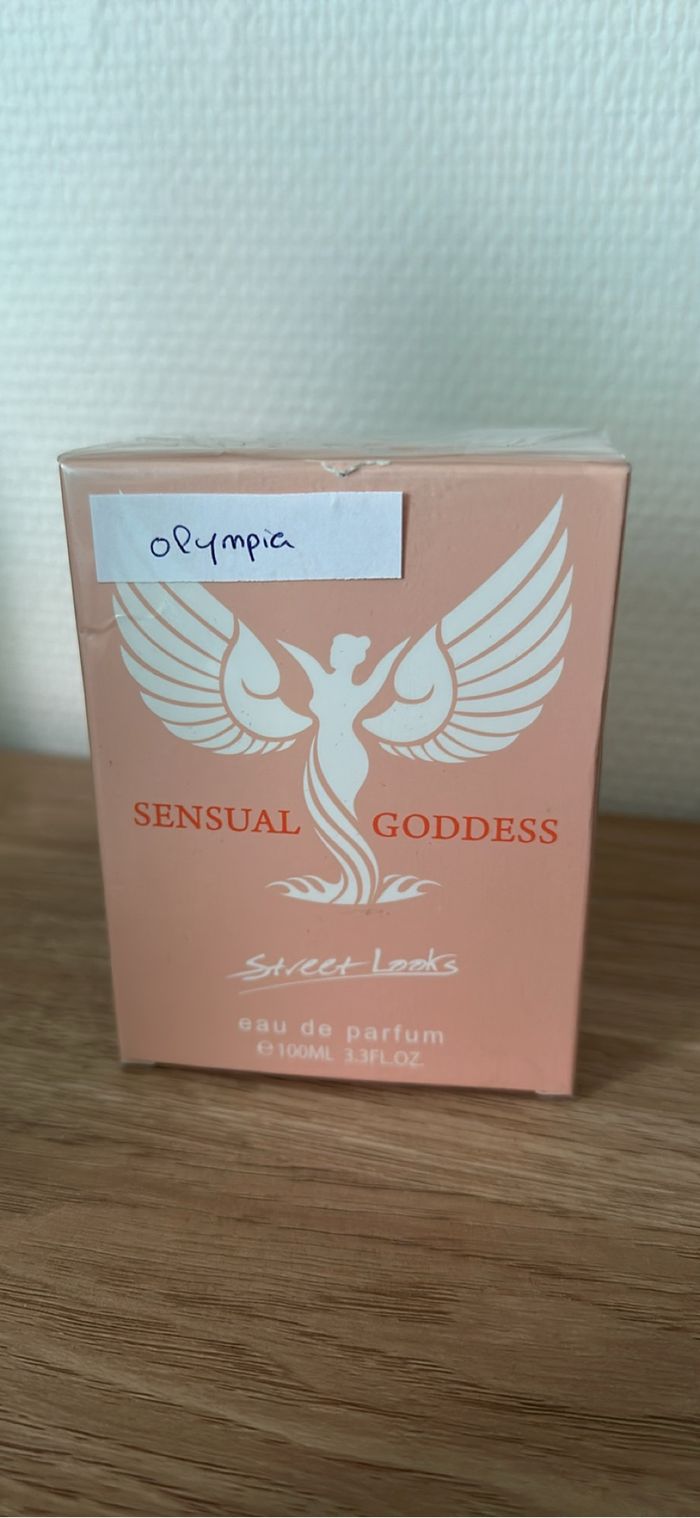 olympia
SENSUAL GODDESS
Street Looks
eau de parfum
℮100ML 3.3FL.OZ.